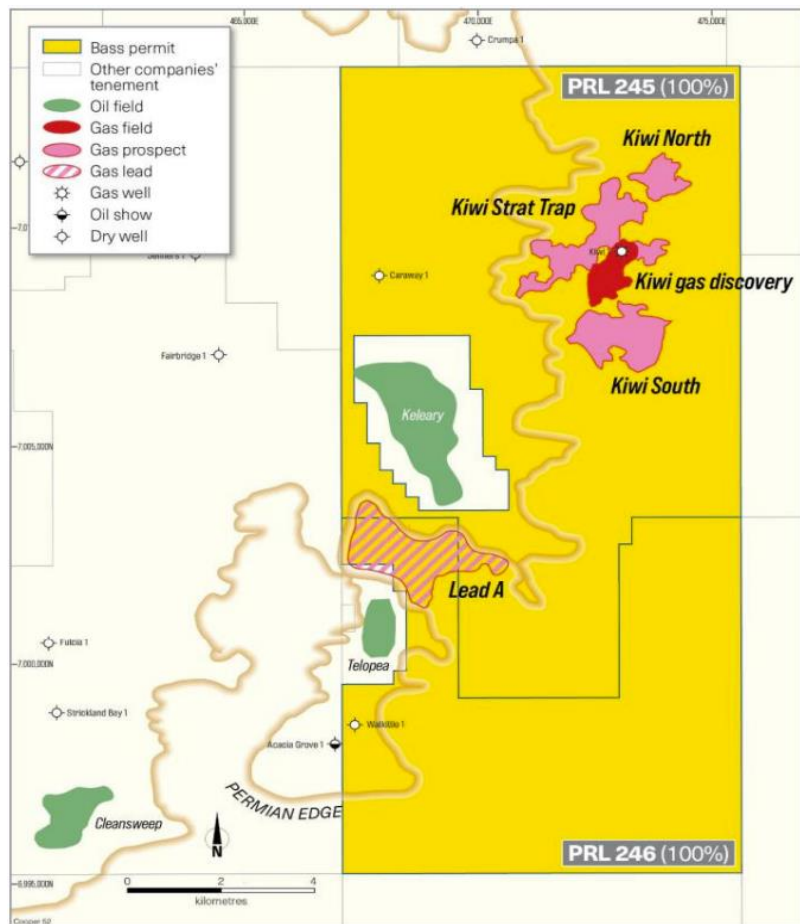 465,000E
470,000E
475,000E
Bass permit
Other companies'
tenement
Oil field
Gas field
Gas prospect
Gas lead
Gas well
Oil show
Dry well
Crumpa 1
PRL 245 (100%)
Kiwi North
Kiwi Strat Trap
Kiwi
Kiwi gas discovery
Caraway 1
Kiwi South
Fairbridge 1
Keleary
7,005,000N
Lead A
Fulcia 1
7,000,000N
Telopea
Strickland Bay 1
Walkillie 1
Acacia Grove 1
PERMIAN EDGE
Cleansweep
N
PRL 246 (100%)
6,995,000N
0 2 4
kilometres
Cooper 52